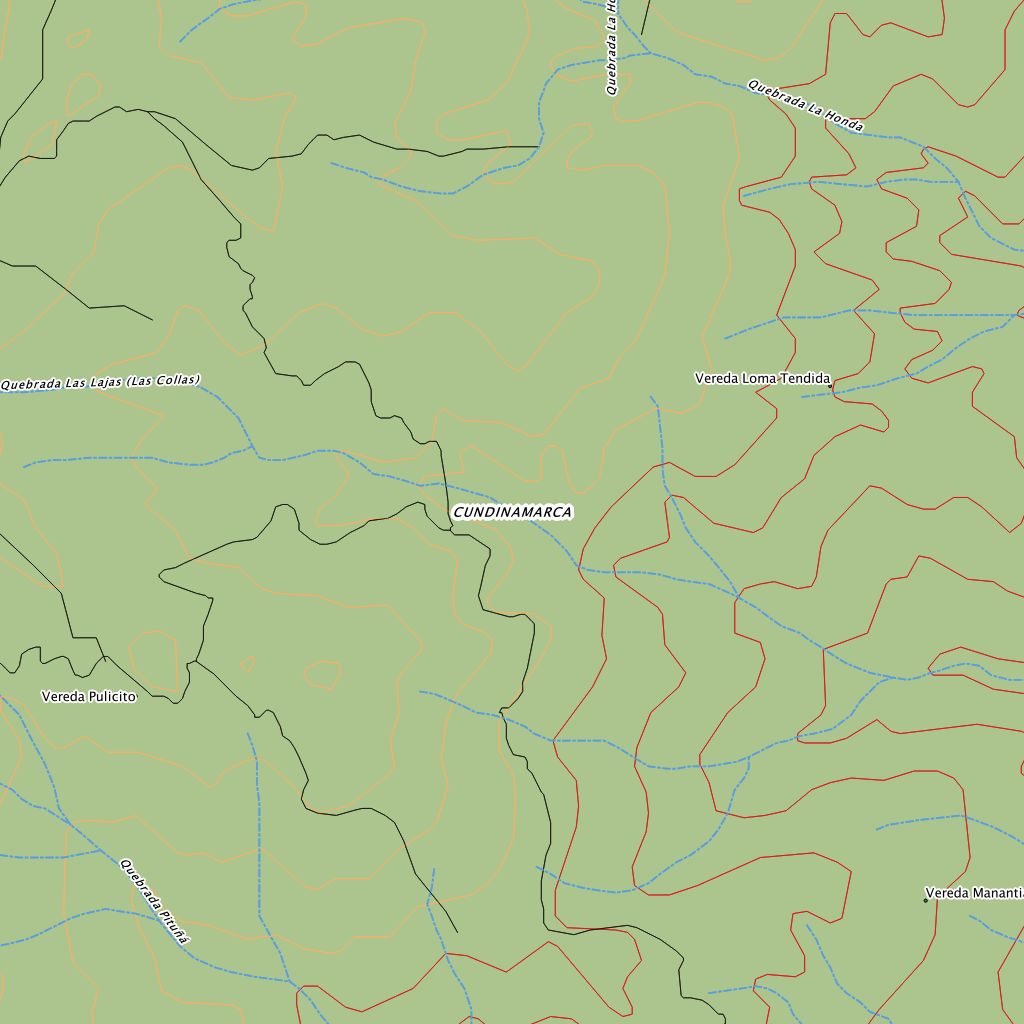 Quebrada La Ho
Quebrada La Honda
Vereda Loma Tendida
Quebrada Las Lajas (Las Collas)
CUNDINAMARCA
Vereda Pulicito
Quebrada Pituñá
Vereda Manantia